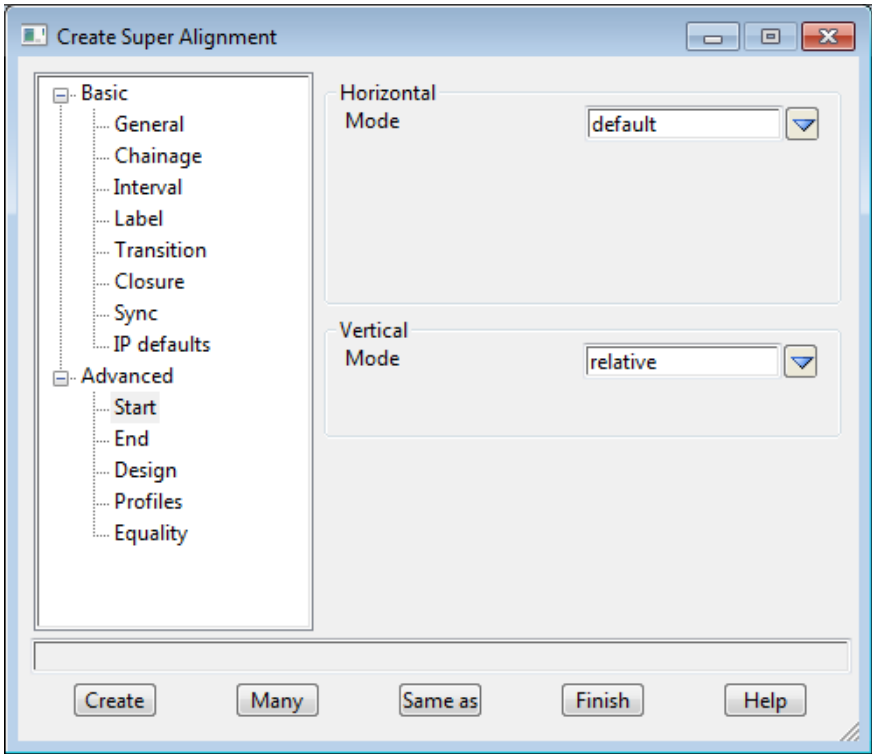 Create Super Alignment
Basic
General
Chainage
Interval
Label
Transition
Closure
Sync
IP defaults
Advanced
Start
End
Design
Profiles
Equality
Horizontal
Mode default
Vertical
Mode relative
Create Many Same as Finish Help